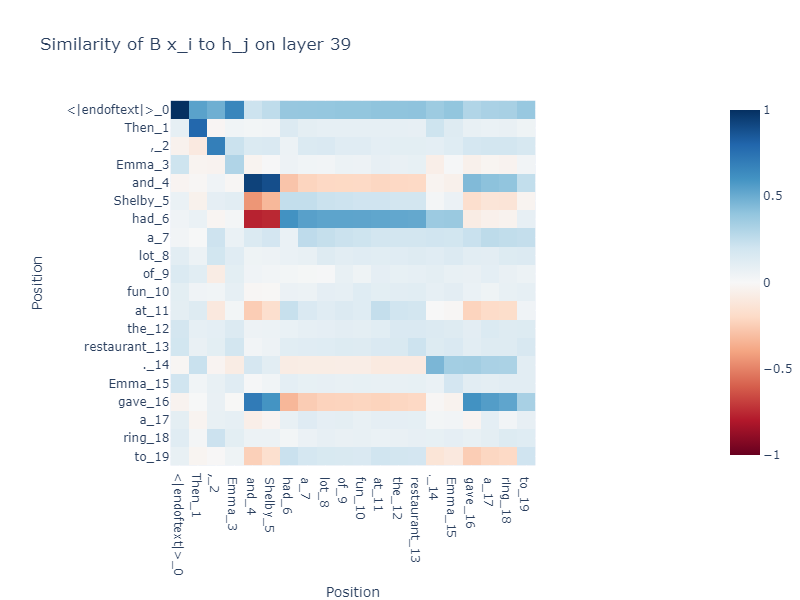 Similarity of B x_i to h_j on layer 39
<|endoftext|>_0
Then_1
,_2
Emma_3
and_4
Shelby_5
had_6
a_7
lot_8
of_9
fun_10
at_11
the_12
restaurant_13
._14
Emma_15
gave_16
a_17
ring_18
to_19
Position
<|endoftext|>_0
Then_1
,_2
Emma_3
and_4
Shelby_5
had_6
a_7
lot_8
of_9
fun_10
at_11
the_12
restaurant_13
._14
Emma_15
gave_16
a_17
ring_18
to_19
Position
1
0.5
0
−0.5
−1